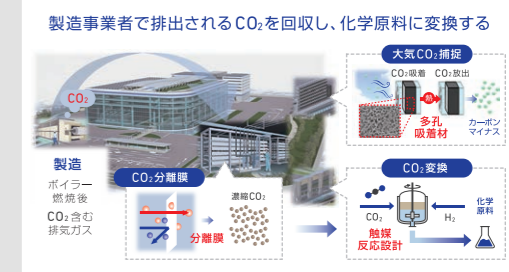 製造事業者で排出されるCO₂を回収し、化学原料に変換する
CO₂
製造
ボイラー
燃焼後
CO₂含む
排気ガス
CO₂分離膜
濃縮CO₂
分離膜
大気CO₂捕捉
CO₂吸着
CO₂放出
熱
多孔
吸着材
カーボン
マイナス
CO₂変換
CO₂
H₂
触媒
反応設計
化学
原料